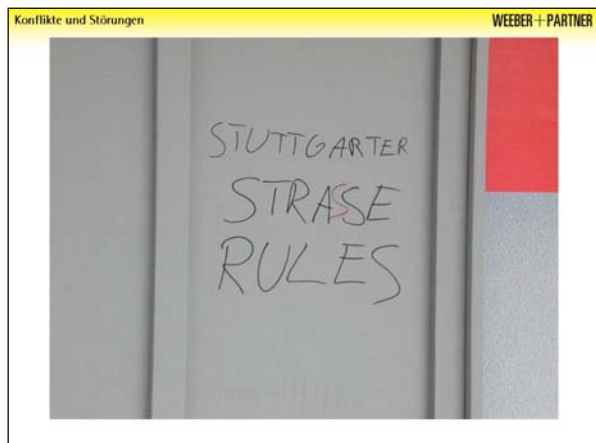 Konflikte und Störungen
WEEBER+PARTNER
STUTTGARTER
STRASSE
RULES